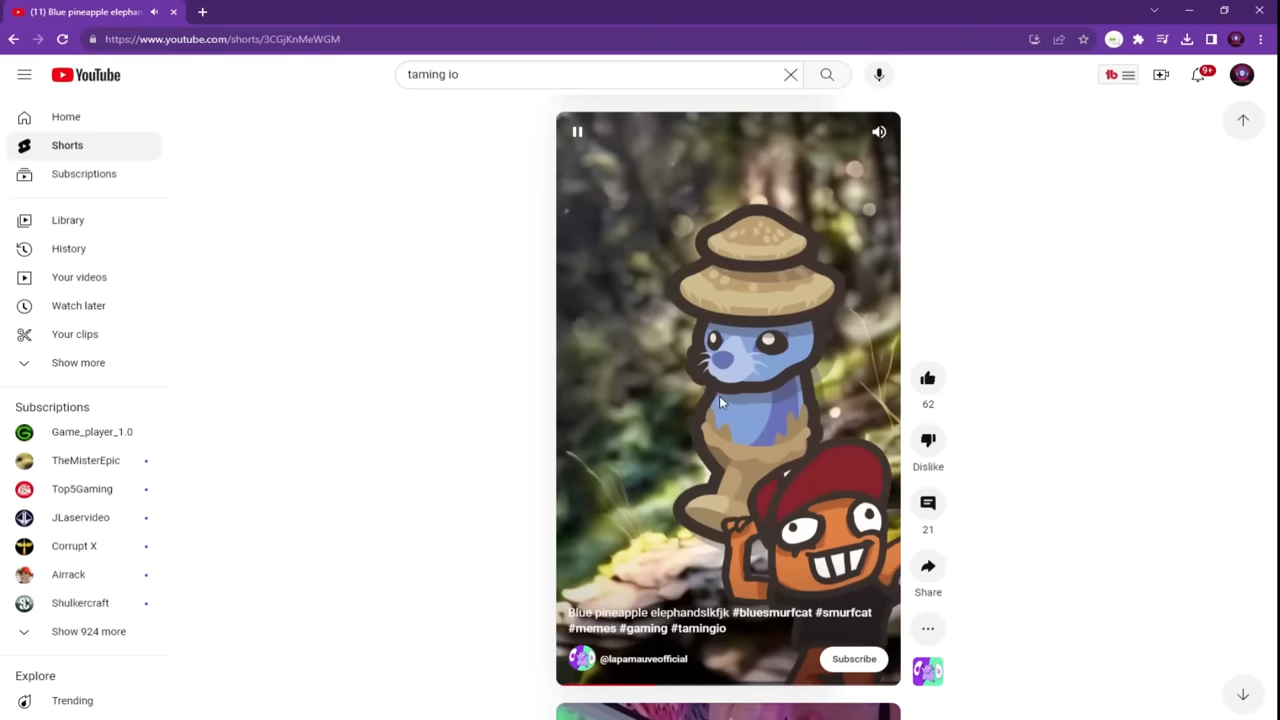 (11) Blue pineapple elephan
https://www.youtube.com/shorts/3CGjKnMeWGM
YouTube
taming io
9+
Home
Shorts
Subscriptions
Library
History
Your videos
Watch later
Your clips
Show more
Subscriptions
Game_player_1.0
TheMisterEpic
Top5Gaming
JLaservideo
Corrupt X
Airrack
Shulkercraft
Show 924 more
Explore
Trending
62
Dislike
21
Share
Blue pineapple elephandslkfjk #bluesmurfcat #smurfcat
#memes #gaming #tamingio
@lapamauveofficial
Subscribe